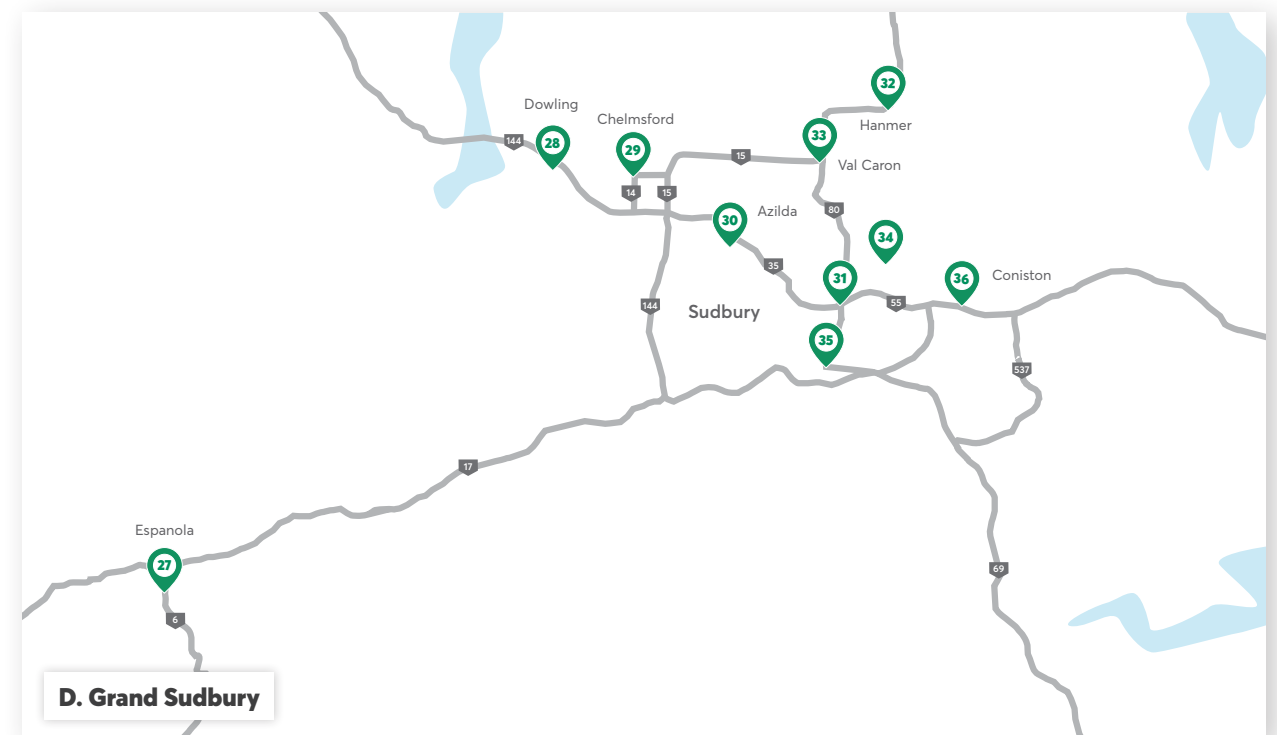 32
Dowling
Chelmsford
Hanmer
33
144
28
29
15
Val Caron
14
15
80
30
Azilda
34
35
31
36
Coniston
55
144
Sudbury
35
537
17
Espanola
27
69
6
D. Grand Sudbury